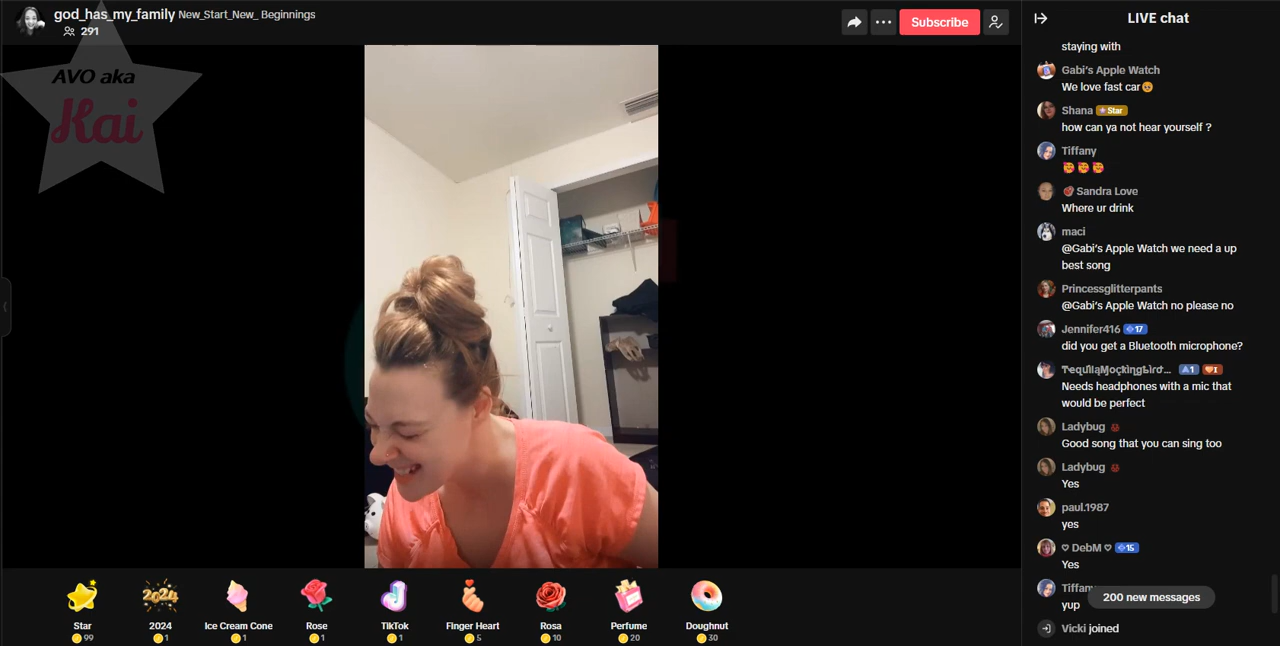 god_has_my_family New_Start_New_ Beginnings
291
Subscribe
AVO aka
Kai
LIVE chat
staying with
Gabi's Apple Watch
We love fast car
Shana Star
how can ya not hear yourself ?
Tiffany
Sandra Love
Where ur drink
maci
@Gabi's Apple Watch we need a up
best song
Princessglitterpants
@Gabi's Apple Watch no please no
Jennifer416 17
did you get a Bluetooth microphone?
1 I
Needs headphones with a mic that
would be perfect
Ladybug
Good song that you can sing too
Ladybug
Yes
paul.1987
yes
♡ DebM ♡ 15
Yes
Tiffany
yup
200 new messages
Vicki joined
Star
99
2024
2024
1
Ice Cream Cone
1
Rose
1
TikTok
1
Finger Heart
5
Rosa
10
Perfume
20
Doughnut
30